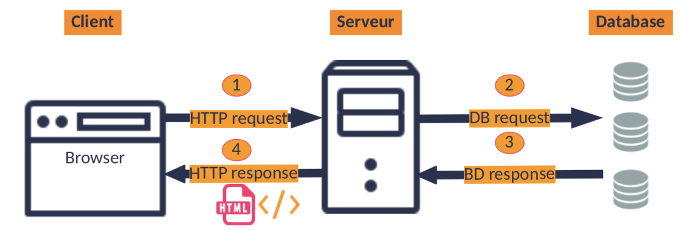 Client
Serveur
Database
1
2
HTTP request
DB request
3
4
Browser
HTTP response
BD response
HTML
</>